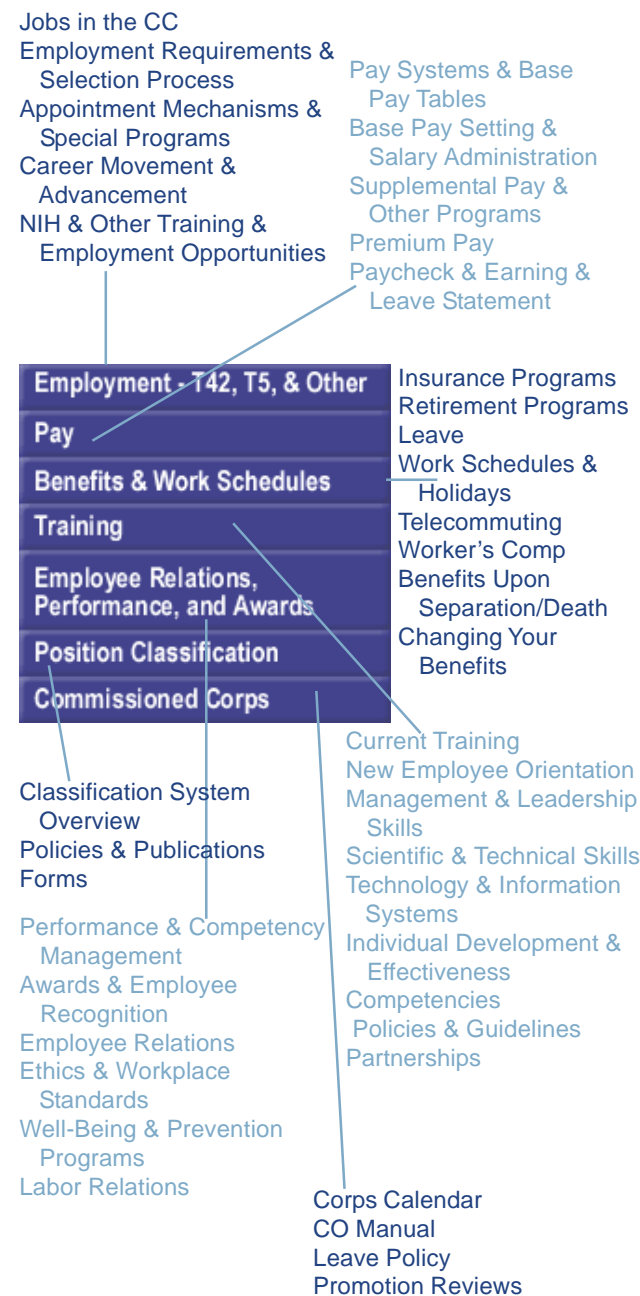 Jobs in the CC
Employment Requirements &
Selection Process
Appointment Mechanisms &
Special Programs
Career Movement &
Advancement
NIH & Other Training &
Employment Opportunities
Pay Systems & Base
Pay Tables
Base Pay Setting &
Salary Administration
Supplemental Pay &
Other Programs
Premium Pay
Paycheck & Earning &
Leave Statement
Employment - T42, T5, & Other
Pay
Benefits & Work Schedules
Training
Employee Relations,
Performance, and Awards
Position Classification
Commissioned Corps
Insurance Programs
Retirement Programs
Leave
Work Schedules &
Holidays
Telecommuting
Worker's Comp
Benefits Upon
Separation/Death
Changing Your
Benefits
Classification System
Overview
Policies & Publications
Forms
Performance & Competency
Management
Awards & Employee
Recognition
Employee Relations
Ethics & Workplace
Standards
Well-Being & Prevention
Programs
Labor Relations
Current Training
New Employee Orientation
Management & Leadership
Skills
Scientific & Technical Skills
Technology & Information
Systems
Individual Development &
Effectiveness
Competencies
Policies & Guidelines
Partnerships
Corps Calendar
CO Manual
Leave Policy
Promotion Reviews